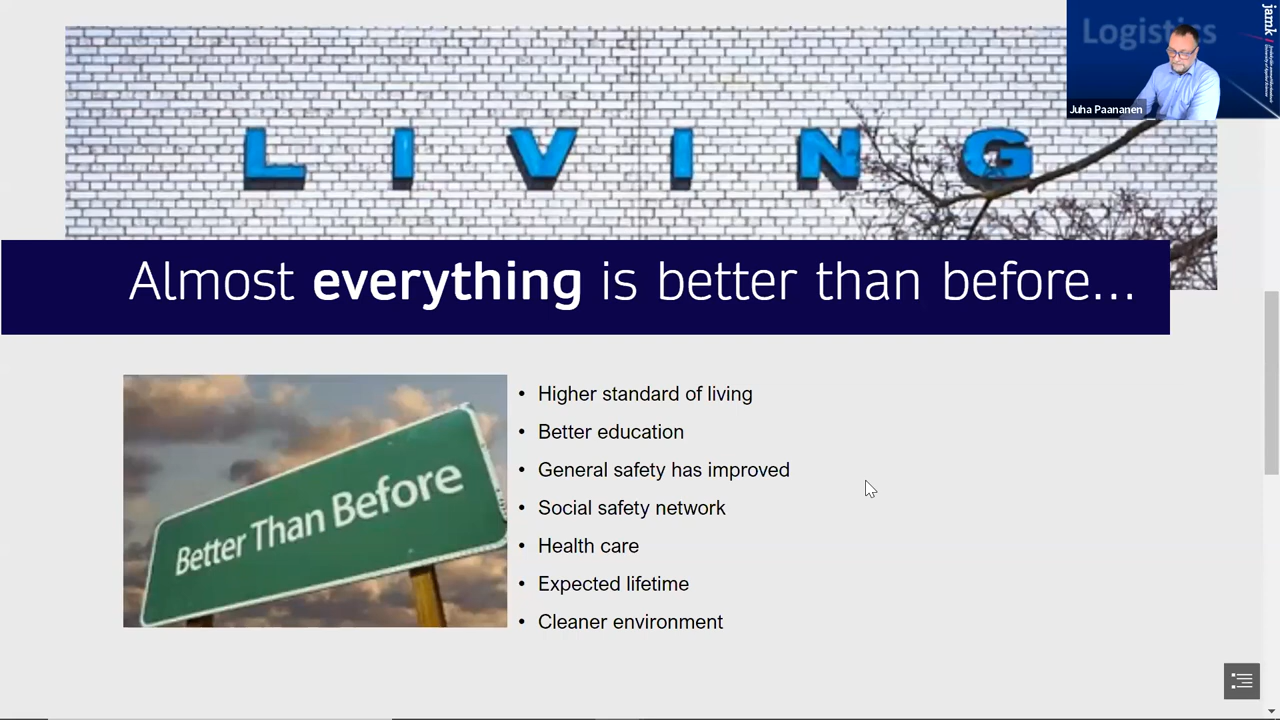 Logistics
jamk
Juha Paananen
LIVING
Almost everything is better than before...
Better Than Before
• Higher standard of living
• Better education
• General safety has improved
• Social safety network
• Health care
• Expected lifetime
• Cleaner environment